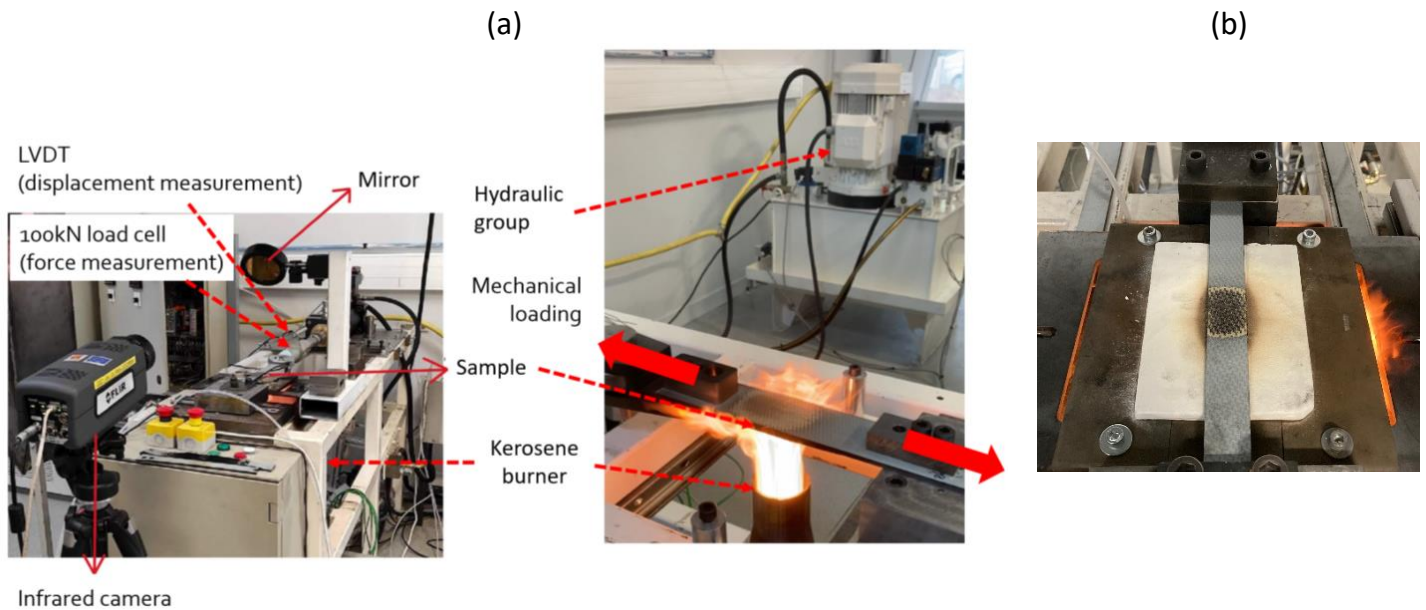 (a)
(b)
LVDT
(displacement measurement)
Mirror
100kN load cell
(force measurement)
Hydraulic
group
Mechanical
loading
Sample
Kerosene
burner
FLIR
Infrared camera